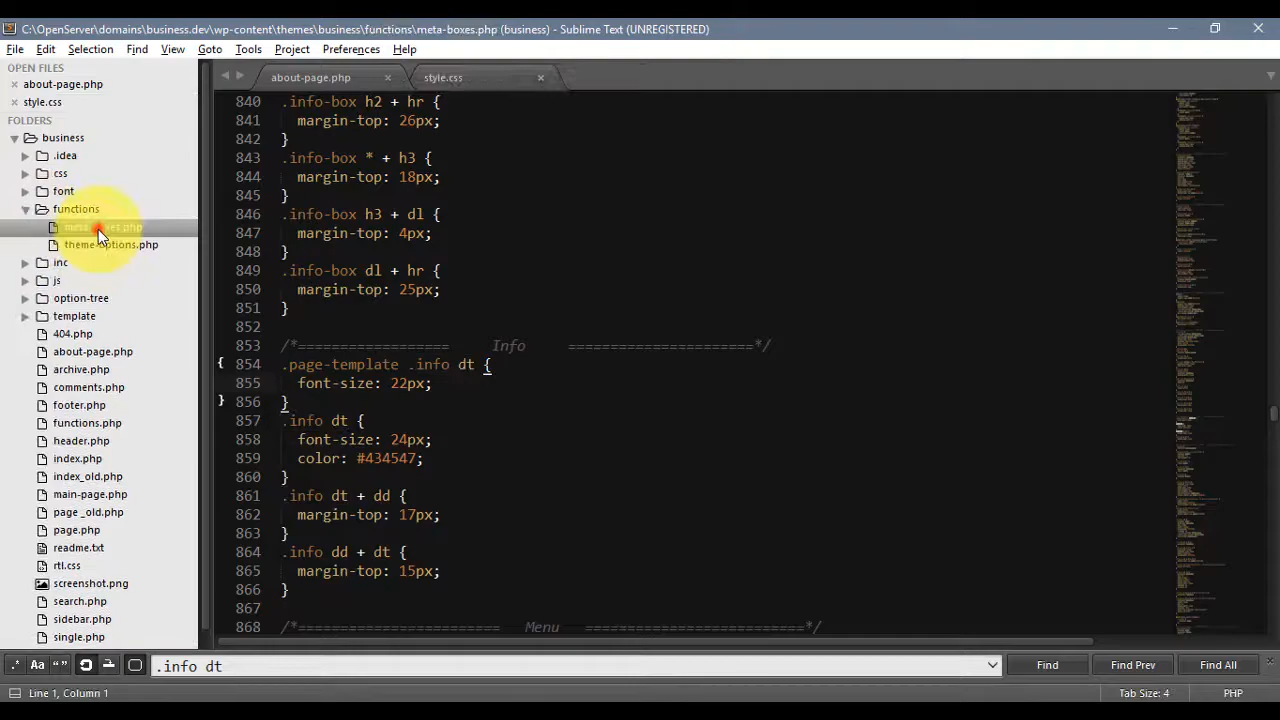 C:\OpenServer\domains\business.dev\wp-content\themes\business\functions\meta-boxes.php (business) - Sublime Text (UNREGISTERED)
File Edit Selection Find View Goto Tools Project Preferences Help
OPEN FILES
about-page.php
style.css
FOLDERS
business
.idea
css
font
functions
theme-options.php
inc
js
option-tree
template
404.php
about-page.php
archive.php
comments.php
footer.php
functions.php
header.php
index.php
index_old.php
main-page.php
page _old.php
page.php
readme.txt
rtl.css
screenshot.png
search.php
sidebar.php
single.php
about-page.php style.css
840 .info-box h2 + hr {
841 margin-top: 26px;
842 }
843 .info-box * + h3 {
844 margin-top: 18px;
845 }
846 .info-box h3 + dl {
847 margin-top: 4px;
848 }
849 .info-box dl + hr {
850 margin-top: 25px;
851 }
852
853 /*================== Info ======================*/
{ 854 .page-template .info dt {
855 font-size: 22px;
} 856 }
857 .info dt {
858 font-size: 24px;
859 color: #434547;
860 }
861 .info dt + dd {
862 margin-top: 17px;
863 }
864 .info dd + dt {
865 margin-top: 15px;
866 }
867
868 /*======================== Menu ==========================*/
.* Aa “” .info dt Find Find Prev Find All
Line 1, Column 1 Tab Size: 4 PHP